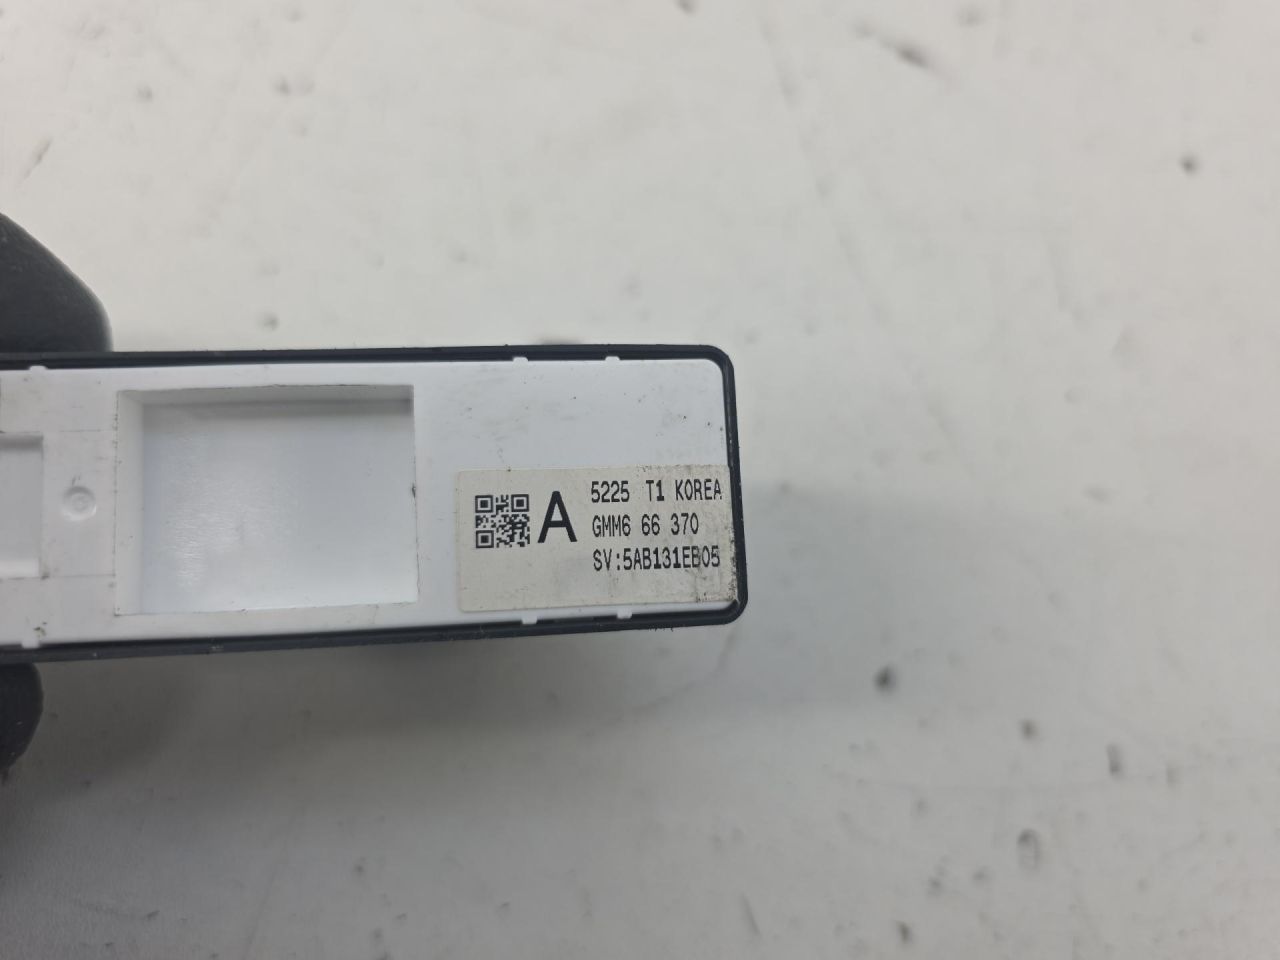 A
5225 T1 KOREA
GMM6 66 370
SV:5AB131EB05